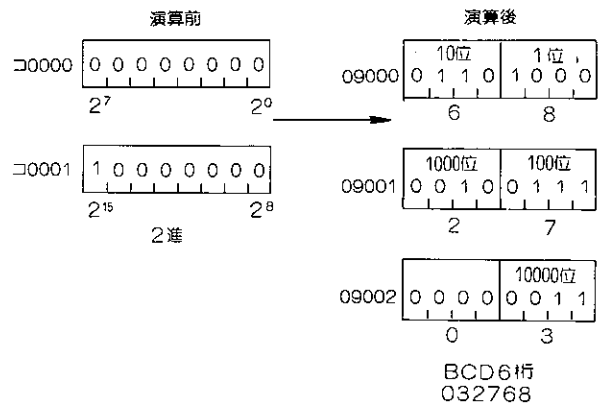 演算前
演算後
コ0000
0 0 0 0 0 0 0 0
2⁷ 2⁰
09000
10位 1位
0 1 1 0 1 0 0 0
6 8
コ0001
1 0 0 0 0 0 0 0
2¹⁵ 2⁸
2進
09001
1000位 100位
0 0 1 0 0 1 1 1
2 7
09002
10000位
0 0 0 0 0 0 1 1
0 3
BCD6桁
032768